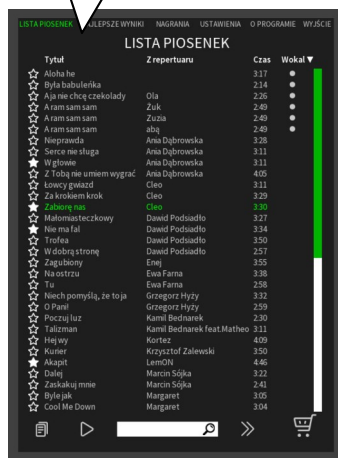 LISTA PIOSENEK NAJLEPSZE WYNIKI NAGRANIA USTAWIENIA O PROGRAMIE WYJŚCIE
LISTA PIOSENEK
Tytuł Z repertuaru Czas Wokal ▼
Aloha he 3:17
Była babuleńka 2:14
A ja nie chcę czekolady Ola 2:26
A ram sam sam Żuk 2:49
A ram sam sam Zuzia 2:49
A ram sam sam abą 2:49
Nieprawda Ania Dąbrowska 3:28
Serce nie sługa Ania Dąbrowska 3:11
W głowie Ania Dąbrowska 3:11
Z Tobą nie umiem wygrać Ania Dąbrowska 4:05
Łowcy gwiazd Cleo 3:11
Za krokiem krok Cleo 3:29
Zabiorę nas Cleo 3:30
Małomiasteczkowy Dawid Podsiadło 3:27
Nie ma fal Dawid Podsiadło 3:34
Trofea Dawid Podsiadło 3:50
W dobrą stronę Dawid Podsiadło 2:57
Zagubiony Enej 3:55
Na ostrzu Ewa Farna 3:38
Tu Ewa Farna 2:58
Niech pomyślą, że to ja Grzegorz Hyży 3:32
O Pani! Grzegorz Hyży 2:59
Poczuj luz Kamil Bednarek 2:30
Talizman Kamil Bednarek feat.Matheo 3:11
Hej wy Kortez 4:09
Kurier Krzysztof Zalewski 3:50
Akapit LemON 4:46
Dalej Marcin Sójka 3:22
Zaskakuj mnie Marcin Sójka 2:41
Byle jak Margaret 3:05
Cool Me Down Margaret 3:04